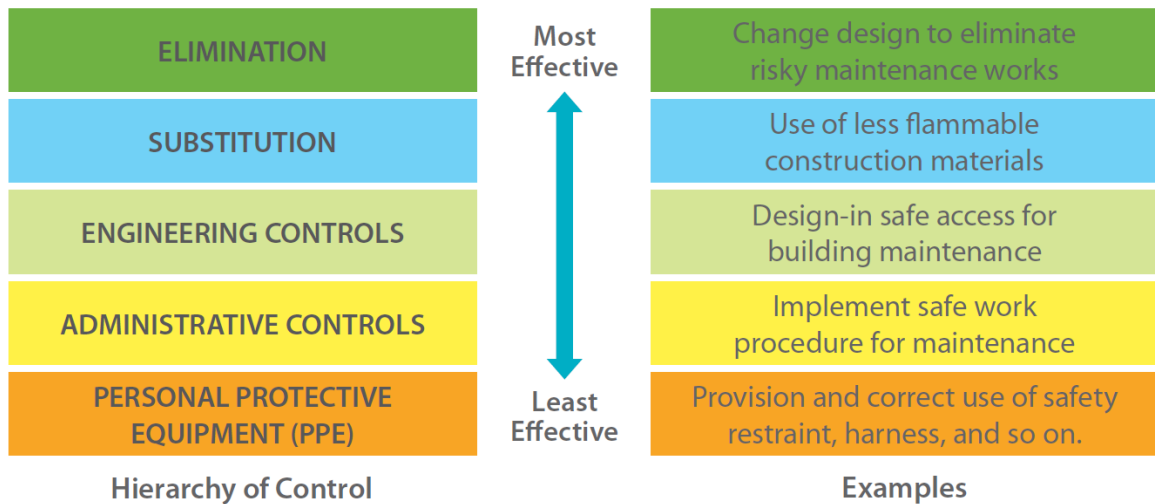 ELIMINATION
Most
Effective
Change design to eliminate
risky maintenance works
SUBSTITUTION
Use of less flammable
construction materials
ENGINEERING CONTROLS
Design-in safe access for
building maintenance
ADMINISTRATIVE CONTROLS
Implement safe work
procedure for maintenance
PERSONAL PROTECTIVE
EQUIPMENT (PPE)
Least
Effective
Provision and correct use of safety
restraint, harness, and so on.
Hierarchy of Control
Examples